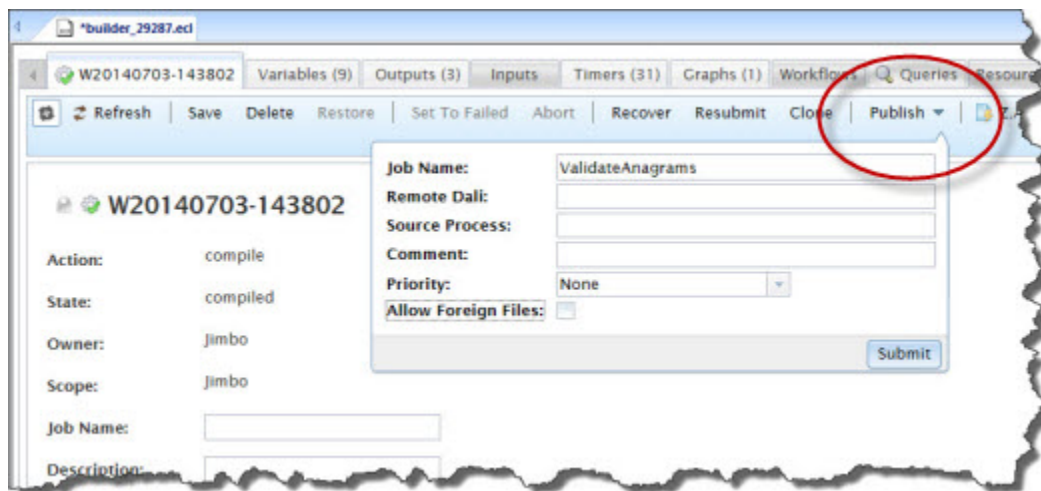 *builder_29287.ecl
W20140703-143802 Variables (9) Outputs (3) Inputs Timers (31) Graphs (1) Workflows Queries
Refresh Save Delete Restore Set To Failed Abort Recover Resubmit Clone Publish
Job Name: ValidateAnagrams
Remote Dali:
Source Process:
Comment:
Priority: None
Allow Foreign Files:
Submit
W20140703-143802
Action: compile
State: compiled
Owner: Jimbo
Scope: Jimbo
Job Name:
Description: